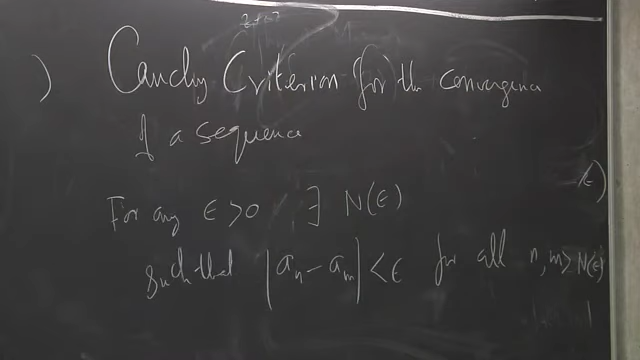 ) Cauchy Criterion for the convergence
of a sequence
For any ε > 0 ∃ N(ε)
such that |aₙ - aₘ| < ε for all n, m > N(ε)